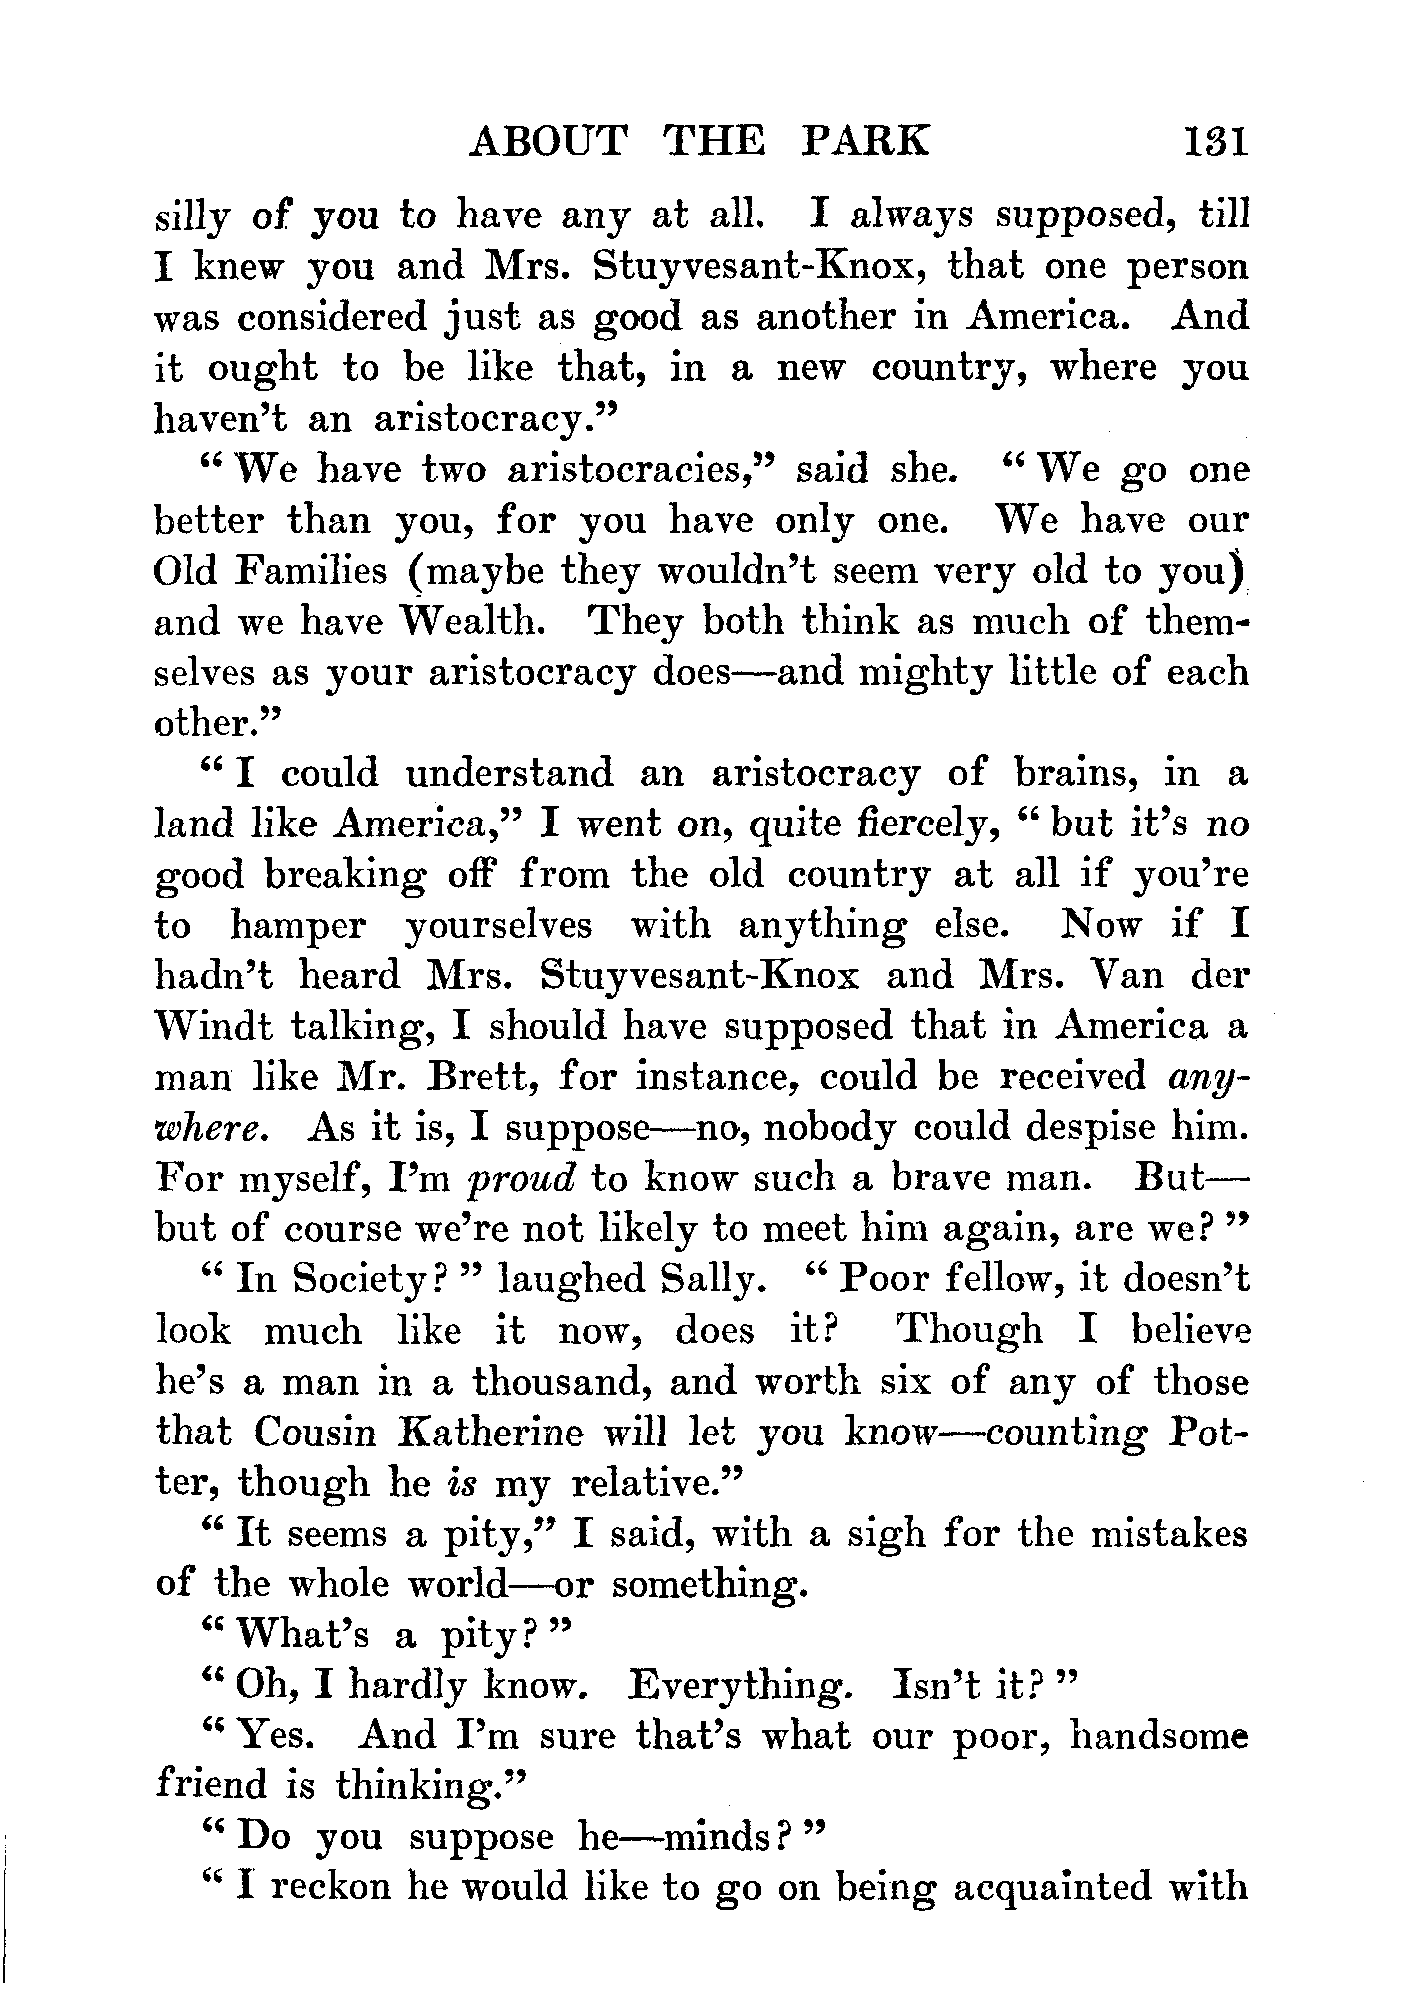 ABOUT THE PARK 131
silly of you to have any at all. I always supposed, till
I knew you and Mrs. Stuyvesant-Knox, that one person
was considered just as good as another in America. And
it ought to be like that, in a new country, where you
haven't an aristocracy."
"We have two aristocracies," said she. "We go one
better than you, for you have only one. We have our
Old Families (maybe they wouldn't seem very old to you)
and we have Wealth. They both think as much of them-
selves as your aristocracy does—and mighty little of each
other."
"I could understand an aristocracy of brains, in a
land like America," I went on, quite fiercely, "but it's no
good breaking off from the old country at all if you're
to hamper yourselves with anything else. Now if I
hadn't heard Mrs. Stuyvesant-Knox and Mrs. Van der
Windt talking, I should have supposed that in America a
man like Mr. Brett, for instance, could be received any-
where. As it is, I suppose—no, nobody could despise him.
For myself, I'm proud to know such a brave man. But—
but of course we're not likely to meet him again, are we?"
"In Society?" laughed Sally. "Poor fellow, it doesn't
look much like it now, does it? Though I believe
he's a man in a thousand, and worth six of any of those
that Cousin Katherine will let you know—counting Pot-
ter, though he is my relative."
"It seems a pity," I said, with a sigh for the mistakes
of the whole world—or something.
"What's a pity?"
"Oh, I hardly know. Everything. Isn't it?"
"Yes. And I'm sure that's what our poor, handsome
friend is thinking."
"Do you suppose he—minds?"
"I reckon he would like to go on being acquainted with